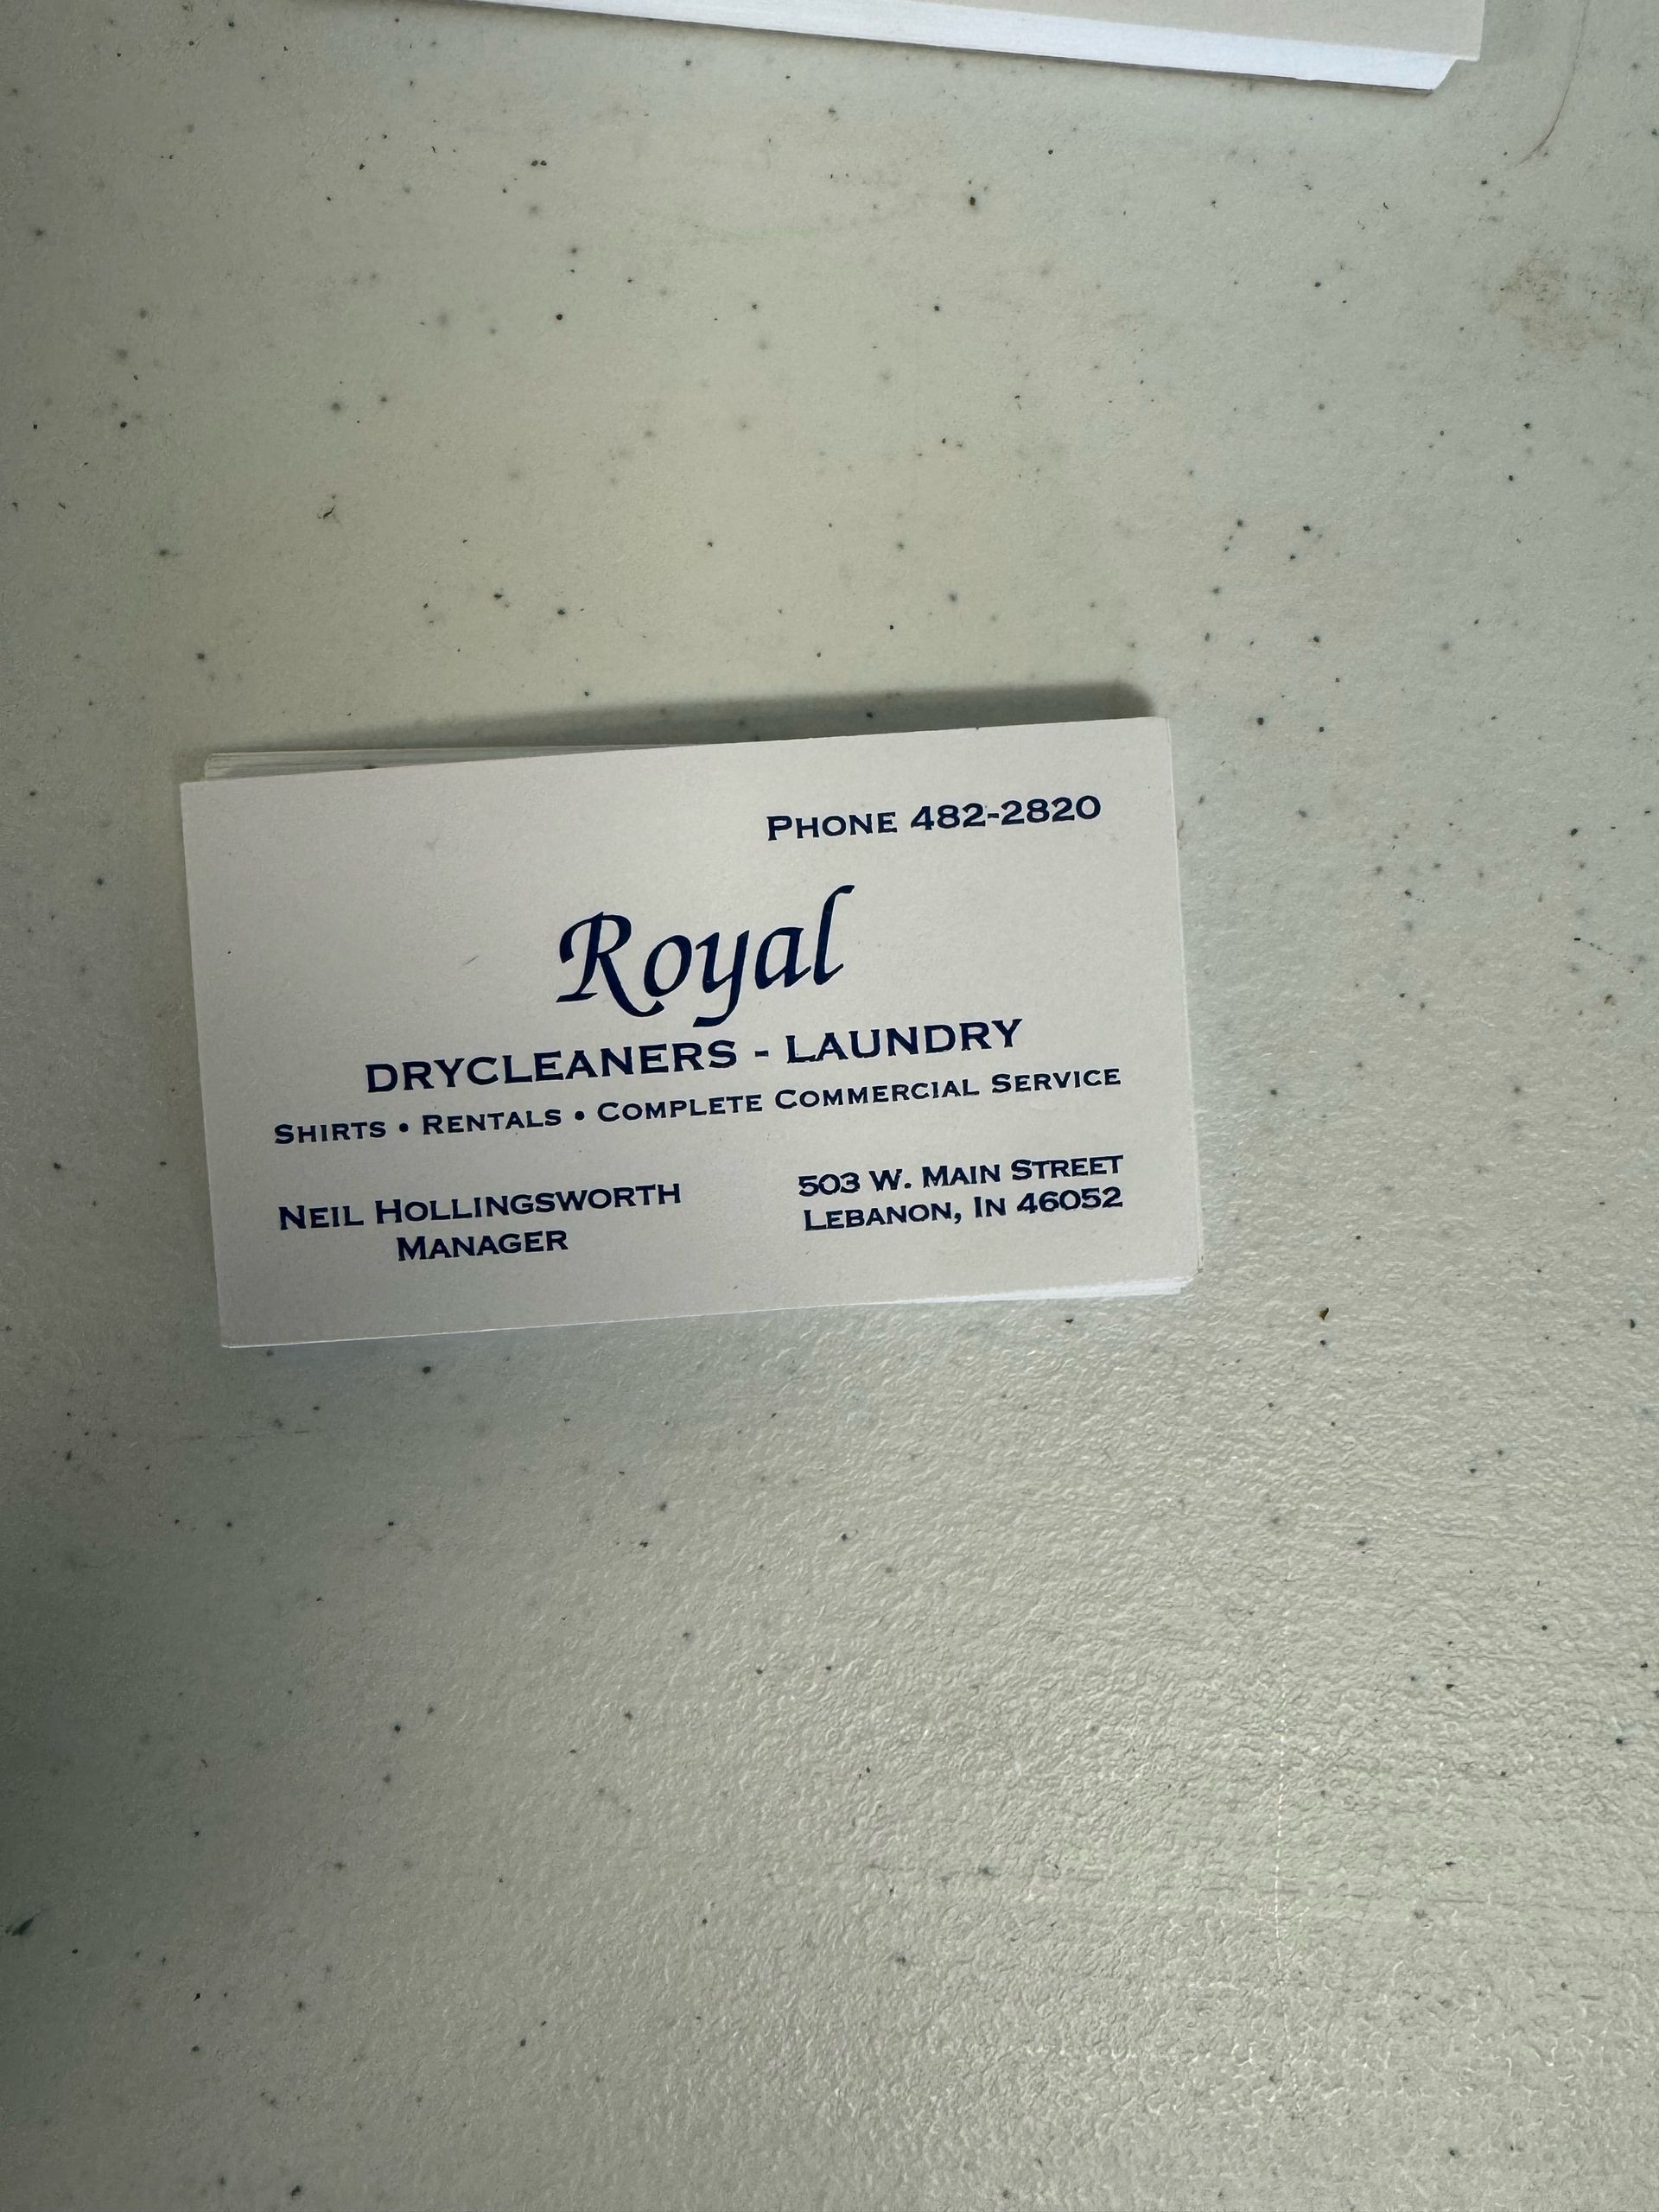 PHONE 482-2820
Royal
DRYCLEANERS - LAUNDRY
SHIRTS • RENTALS • COMPLETE COMMERCIAL SERVICE
NEIL HOLLINGSWORTH
MANAGER
503 W. MAIN STREET
LEBANON, IN 46052